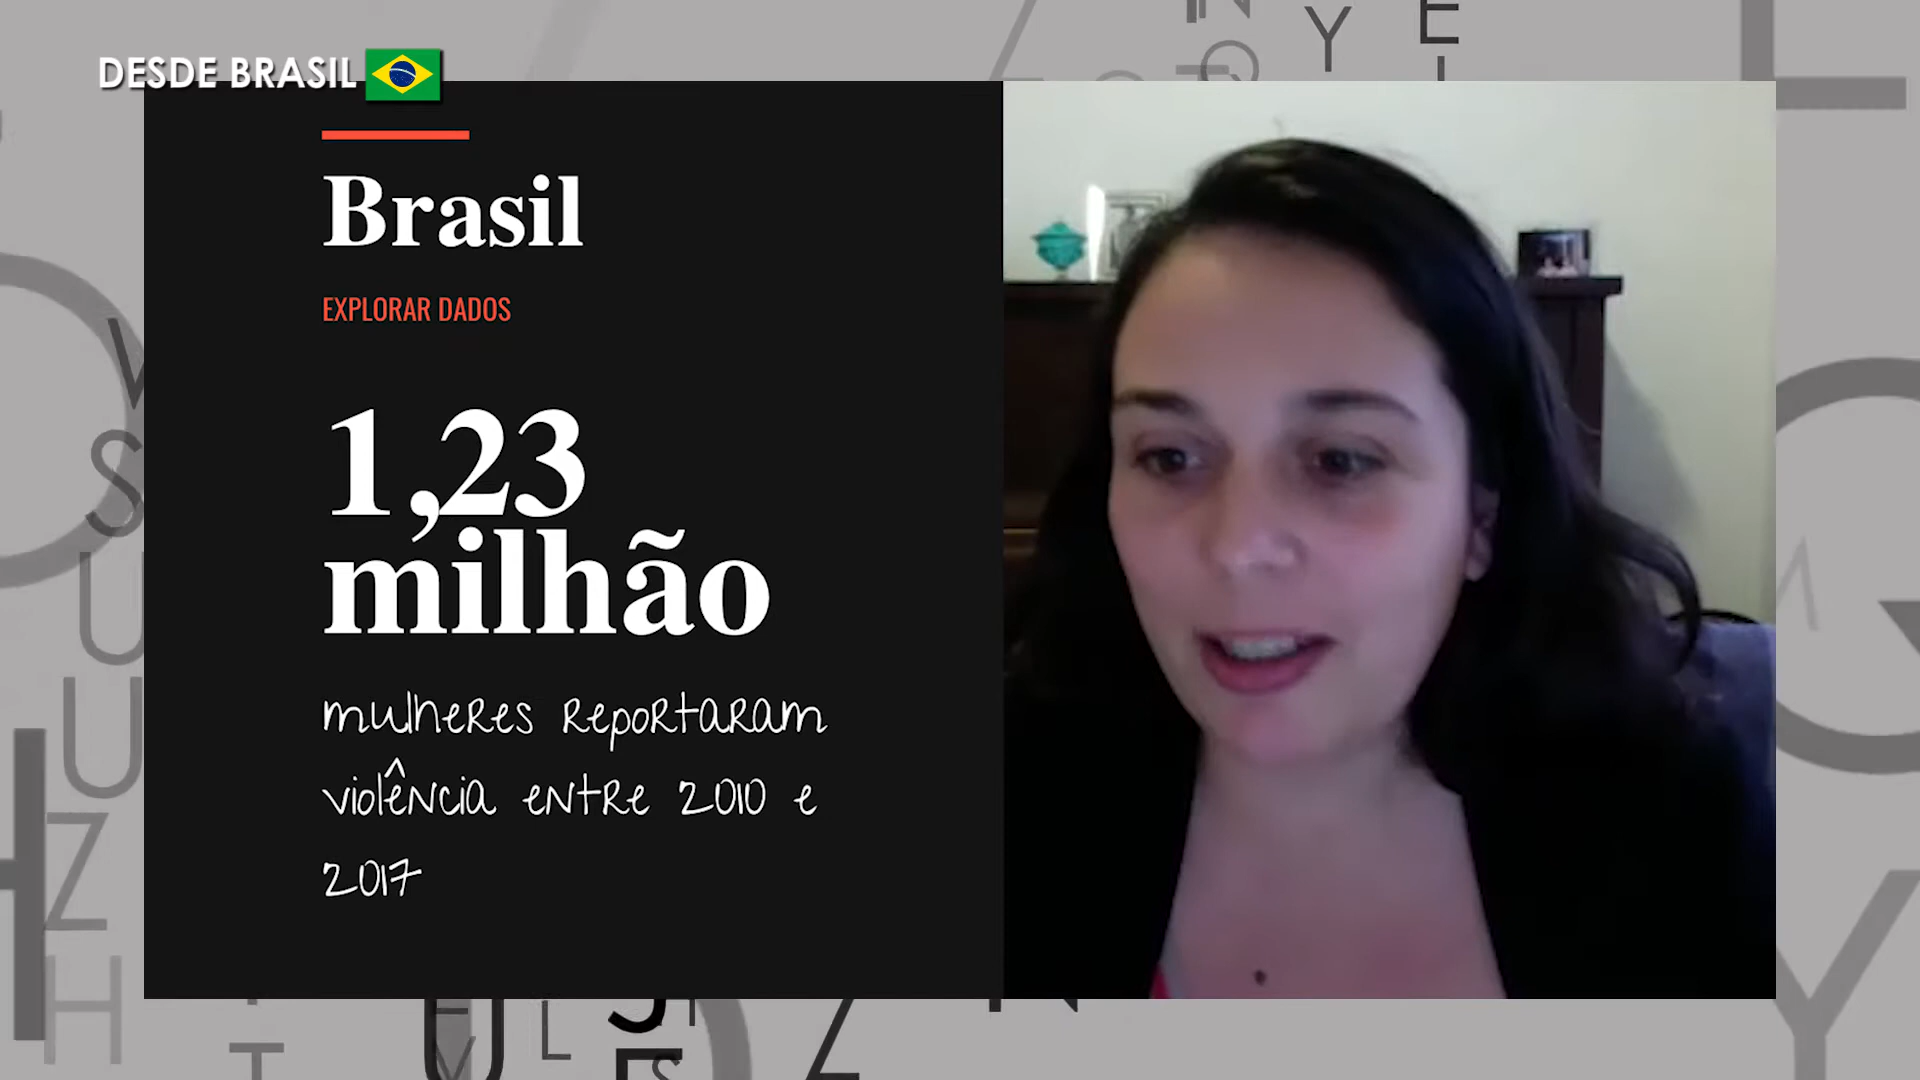 DESDE BRASIL
Brasil
EXPLORAR DADOS
1,23
milhão
mulheres reportaram
violência entre 2010 e
2017